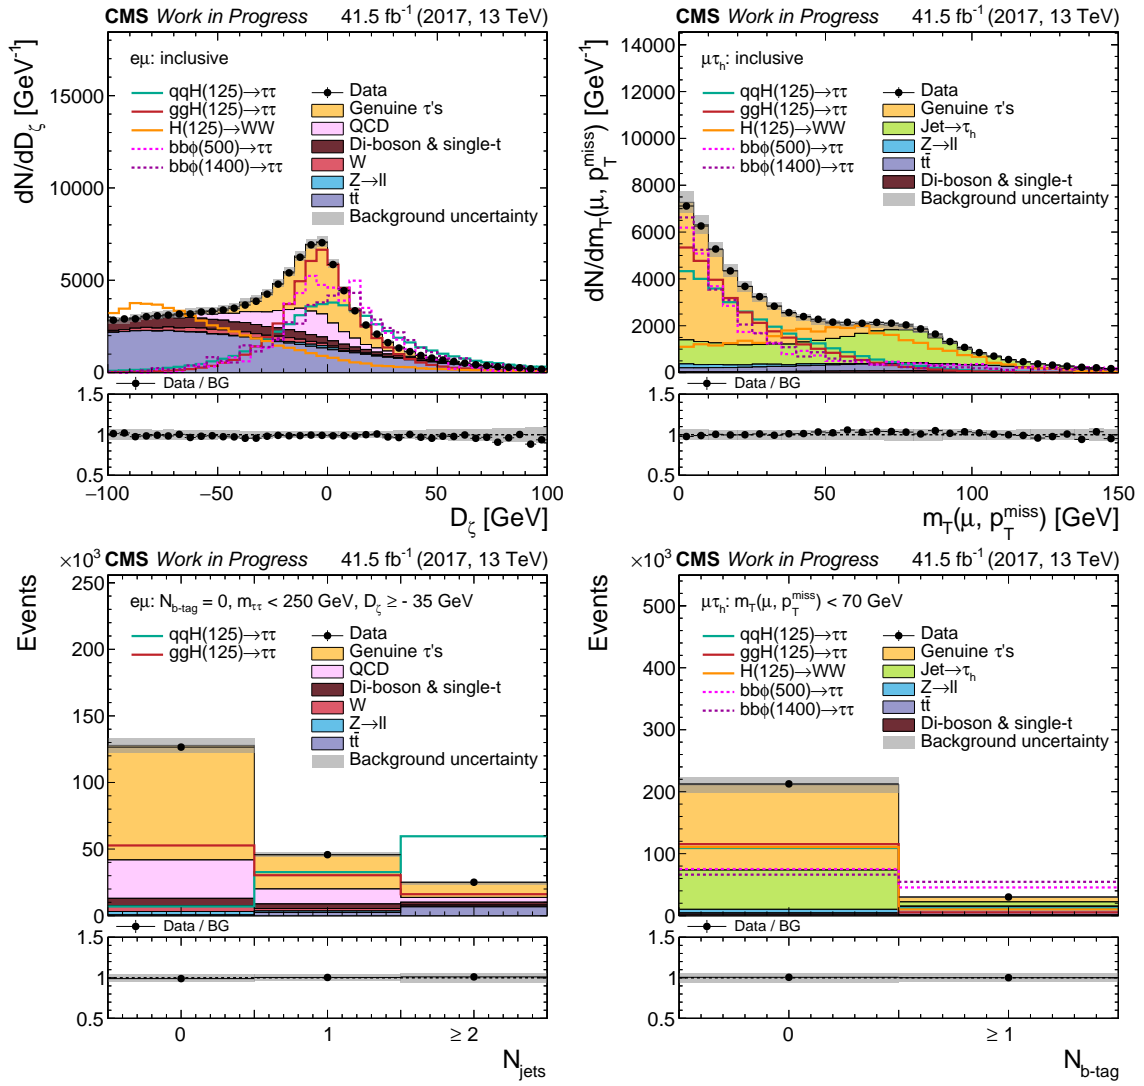 CMS Work in Progress 41.5 fb⁻¹ (2017, 13 TeV)
eμ: inclusive
qqH(125)→ττ
ggH(125)→ττ
H(125)→WW
bbϕ(500)→ττ
bbϕ(1400)→ττ
Data
Genuine τ's
QCD
Di-boson & single-t
W
Z→ll
tt̄
Background uncertainty
dN/dD_ζ [GeV⁻¹]
15000
10000
5000
0
Data / BG
1.5
1
0.5
−100 −50 0 50 100
D_ζ [GeV]
CMS Work in Progress 41.5 fb⁻¹ (2017, 13 TeV)
μτ_h: inclusive
qqH(125)→ττ
ggH(125)→ττ
H(125)→WW
bbϕ(500)→ττ
bbϕ(1400)→ττ
Data
Genuine τ's
Jet→τ_h
Z→ll
tt̄
Di-boson & single-t
Background uncertainty
dN/dm_T(μ, p_T^miss) [GeV⁻¹]
14000
12000
10000
8000
6000
4000
2000
0
Data / BG
1.5
1
0.5
0 50 100 150
m_T(μ, p_T^miss) [GeV]
×10³ CMS Work in Progress 41.5 fb⁻¹ (2017, 13 TeV)
eμ: N_b-tag = 0, m_ττ < 250 GeV, D_ζ ≥ - 35 GeV
qqH(125)→ττ
ggH(125)→ττ
Data
Genuine τ's
QCD
Di-boson & single-t
W
Z→ll
tt̄
Background uncertainty
Events
250
200
150
100
50
0
Data / BG
1.5
1
0.5
0 1 ≥ 2
N_jets
×10³ CMS Work in Progress 41.5 fb⁻¹ (2017, 13 TeV)
μτ_h: m_T(μ, p_T^miss) < 70 GeV
qqH(125)→ττ
ggH(125)→ττ
H(125)→WW
bbϕ(500)→ττ
bbϕ(1400)→ττ
Data
Genuine τ's
Jet→τ_h
Z→ll
tt̄
Di-boson & single-t
Background uncertainty
Events
500
400
300
200
100
0
Data / BG
1.5
1
0.5
0 ≥ 1
N_b-tag